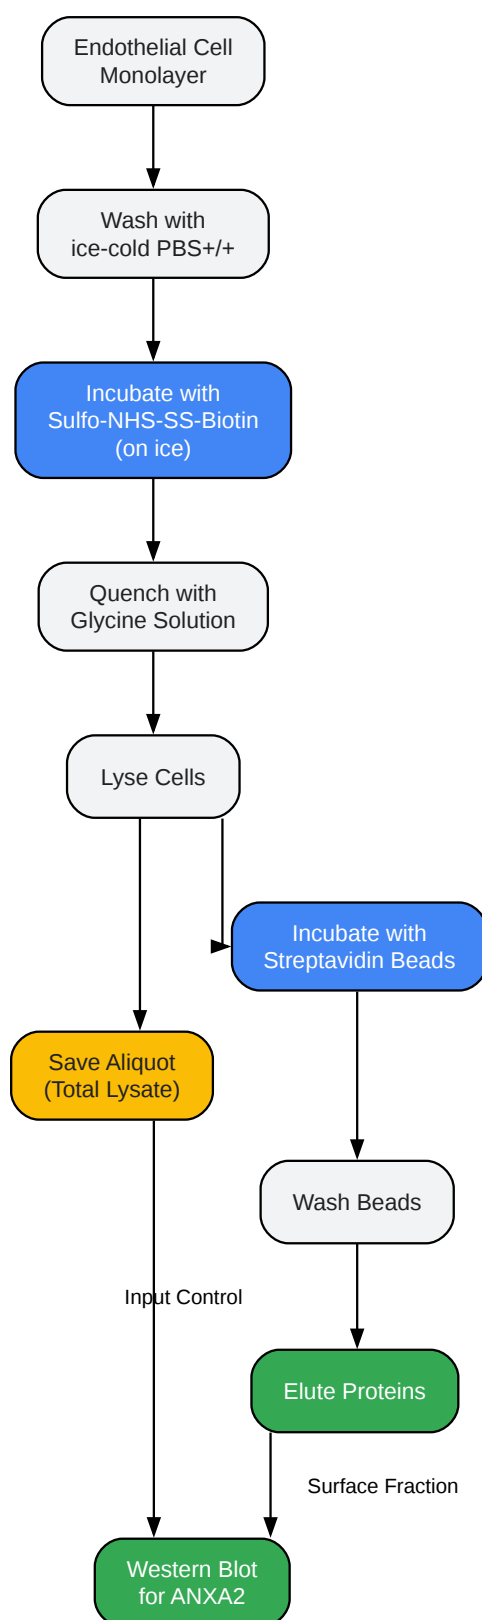 Endothelial Cell
Monolayer
Wash with
ice-cold PBS+/+
Incubate with
Sulfo-NHS-SS-Biotin
(on ice)
Quench with
Glycine Solution
Lyse Cells
Incubate with
Streptavidin Beads
Save Aliquot
(Total Lysate)
Wash Beads
Input Control
Elute Proteins
Surface Fraction
Western Blot
for ANXA2